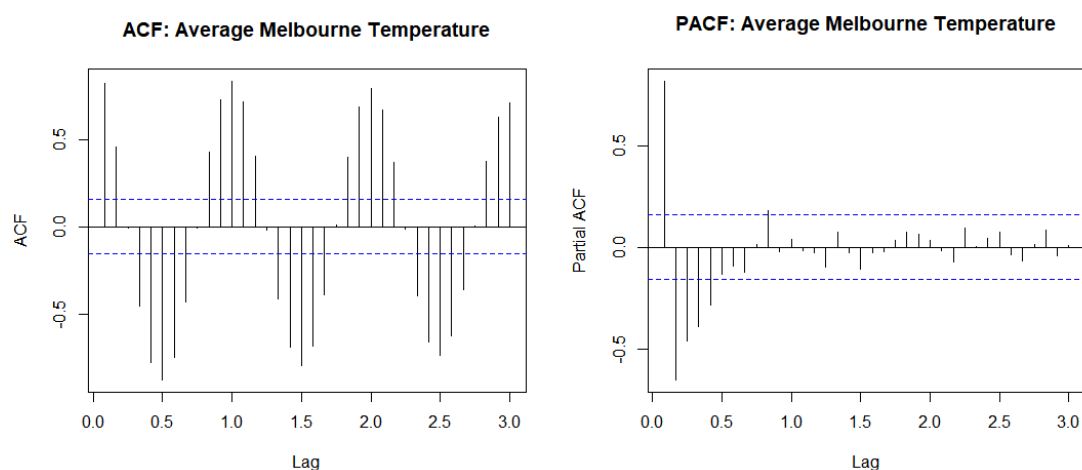 ACF: Average Melbourne Temperature
ACF
0.5
0.0
-0.5
0.0 0.5 1.0 1.5 2.0 2.5 3.0
Lag
PACF: Average Melbourne Temperature
Partial ACF
0.5
0.0
-0.5
0.0 0.5 1.0 1.5 2.0 2.5 3.0
Lag